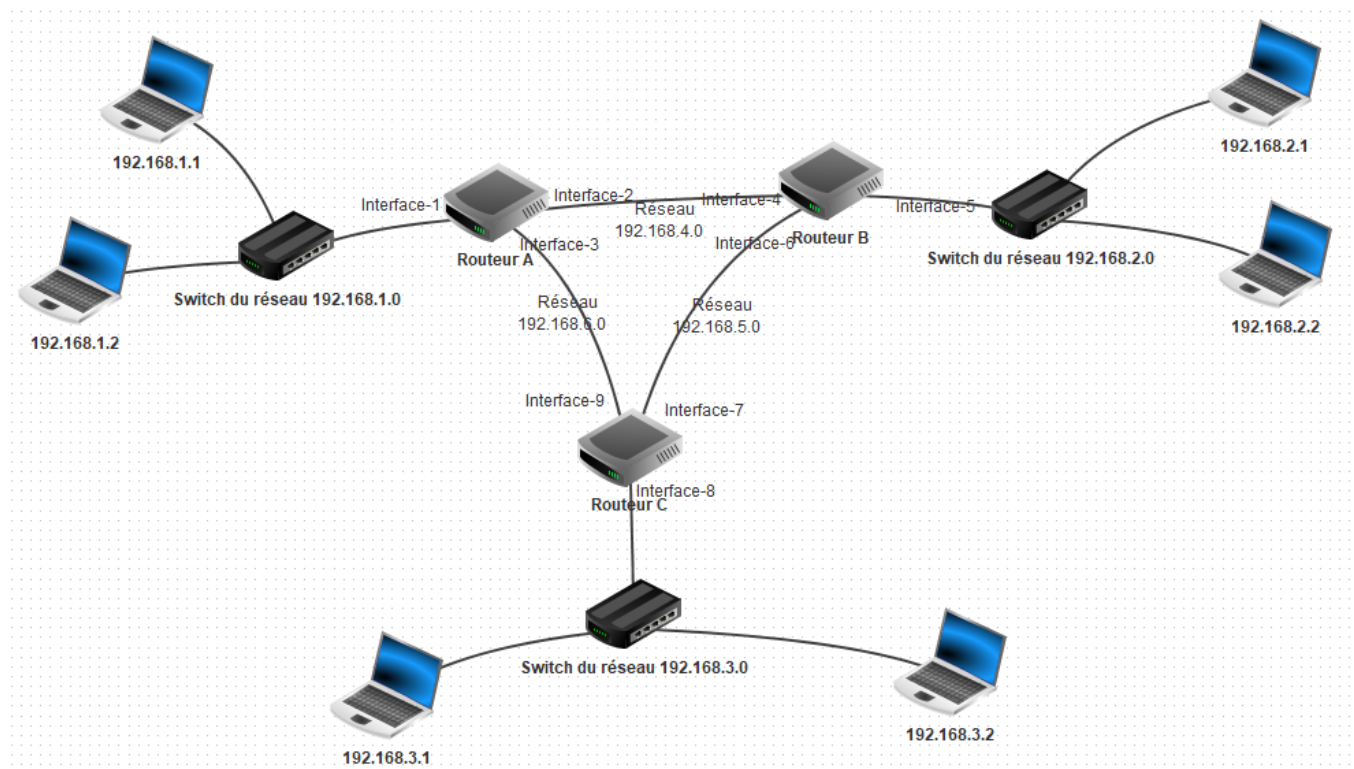 192.168.1.1
192.168.2.1
Interface-1
Interface-2
Interface-4
Interface-5
Réseau
192.168.4.0
Interface-3
Interface-6
Routeur B
Routeur A
Switch du réseau 192.168.2.0
Switch du réseau 192.168.1.0
Réseau
192.168.6.0
Réseau
192.168.5.0
192.168.2.2
192.168.1.2
Interface-9
Interface-7
Interface-8
Routeur C
Switch du réseau 192.168.3.0
192.168.3.2
192.168.3.1